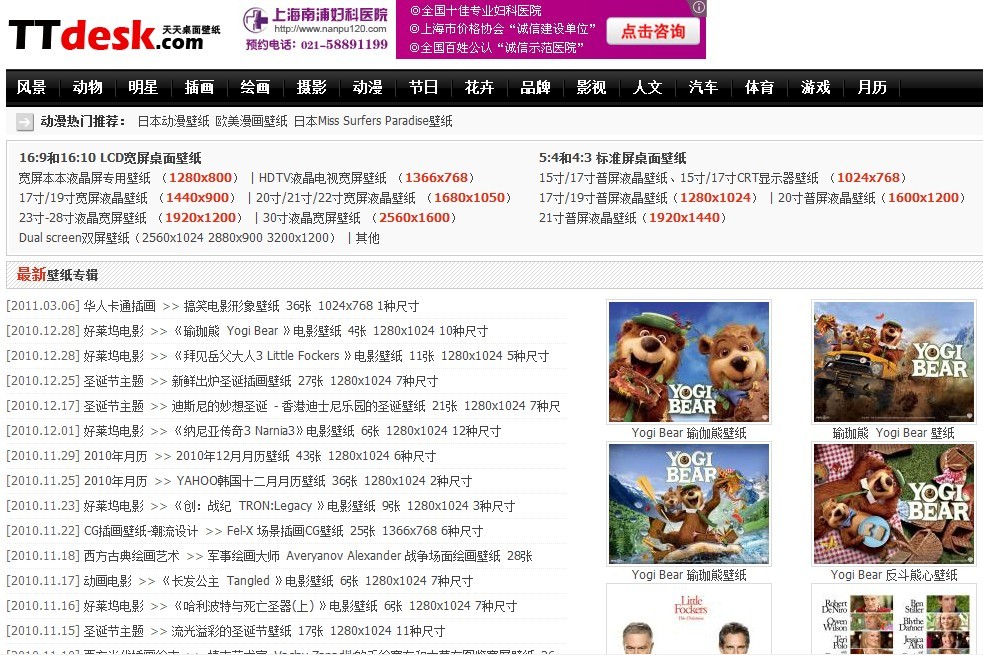 TTdesk.com 天天桌面壁纸
上海南浦妇科医院
http://www.nanpu120.com
预约电话：021-58891199
◎全国十佳专业妇科医院
◎上海市价格协会“诚信建设单位”
◎全国百姓公认“诚信示范医院”
点击咨询
风景 动物 明星 插画 绘画 摄影 动漫 节日 花卉 品牌 影视 人文 汽车 体育 游戏 月历
动漫热门推荐： 日本动漫壁纸 欧美漫画壁纸 日本Miss Surfers Paradise壁纸
16:9和16:10 LCD宽屏桌面壁纸
宽屏本本液晶屏专用壁纸 （1280x800） | HDTV液晶电视宽屏壁纸 （1366x768）
17寸/19寸宽屏液晶壁纸 （1440x900） | 20寸/21寸/22寸宽屏液晶壁纸 （1680x1050）
23寸-28寸液晶宽屏壁纸 （1920x1200） | 30寸液晶宽屏壁纸 （2560x1600）
Dual screen双屏壁纸（2560x1024 2880x900 3200x1200） | 其他
5:4和4:3 标准屏桌面壁纸
15寸/17寸普屏液晶壁纸、15寸/17寸CRT显示器壁纸 （1024x768）
17寸/19寸普屏液晶壁纸（1280x1024） | 20寸普屏液晶壁纸（1600x1200）
21寸普屏液晶壁纸（1920x1440）
最新壁纸专辑
[2011.03.06] 华人卡通插画 >> 搞笑电影形象壁纸 36张 1024x768 1种尺寸
[2010.12.28] 好莱坞电影 >> 《瑜珈熊 Yogi Bear 》电影壁纸 4张 1280x1024 10种尺寸
[2010.12.28] 好莱坞电影 >> 《拜见岳父大人3 Little Fockers 》电影壁纸 11张 1280x1024 5种尺寸
[2010.12.25] 圣诞节主题 >> 新鲜出炉圣诞插画壁纸 27张 1280x1024 7种尺寸
[2010.12.17] 圣诞节主题 >> 迪斯尼的妙想圣诞 - 香港迪士尼乐园的圣诞壁纸 21张 1280x1024 7种尺
[2010.12.01] 好莱坞电影 >> 《纳尼亚传奇3 Narnia3》电影壁纸 6张 1280x1024 12种尺寸
[2010.11.29] 2010年月历 >> 2010年12月月历壁纸 43张 1280x1024 6种尺寸
[2010.11.25] 2010年月历 >> YAHOO韩国十二月月历壁纸 36张 1280x1024 2种尺寸
[2010.11.23] 好莱坞电影 >> 《创：战纪 TRON:Legacy 》电影壁纸 9张 1280x1024 3种尺寸
[2010.11.22] CG插画壁纸-潮流设计 >> Fel-X 场景插画CG壁纸 25张 1366x768 6种尺寸
[2010.11.18] 西方古典绘画艺术 >> 军事绘画大师 Averyanov Alexander 战争场面绘画壁纸 28张
[2010.11.17] 动画电影 >> 《长发公主 Tangled 》电影壁纸 6张 1280x1024 7种尺寸
[2010.11.16] 好莱坞电影 >> 《哈利波特与死亡圣器(上) 》电影壁纸 6张 1280x1024 7种尺寸
[2010.11.15] 圣诞节主题 >> 流光溢彩的圣诞节壁纸 17张 1280x1024 11种尺寸
YOGI BEAR
Yogi Bear 瑜伽熊壁纸
YOGI BEAR
瑜珈熊 Yogi Bear 壁纸
YOGI BEAR
Yogi Bear 瑜珈熊壁纸
YOGI BEAR
Yogi Bear 反斗熊心壁纸
Little Fockers
Robert De Niro
Ben Stiller
Owen Wilson
Blythe Danner
Teri Polo
Jessica Alba